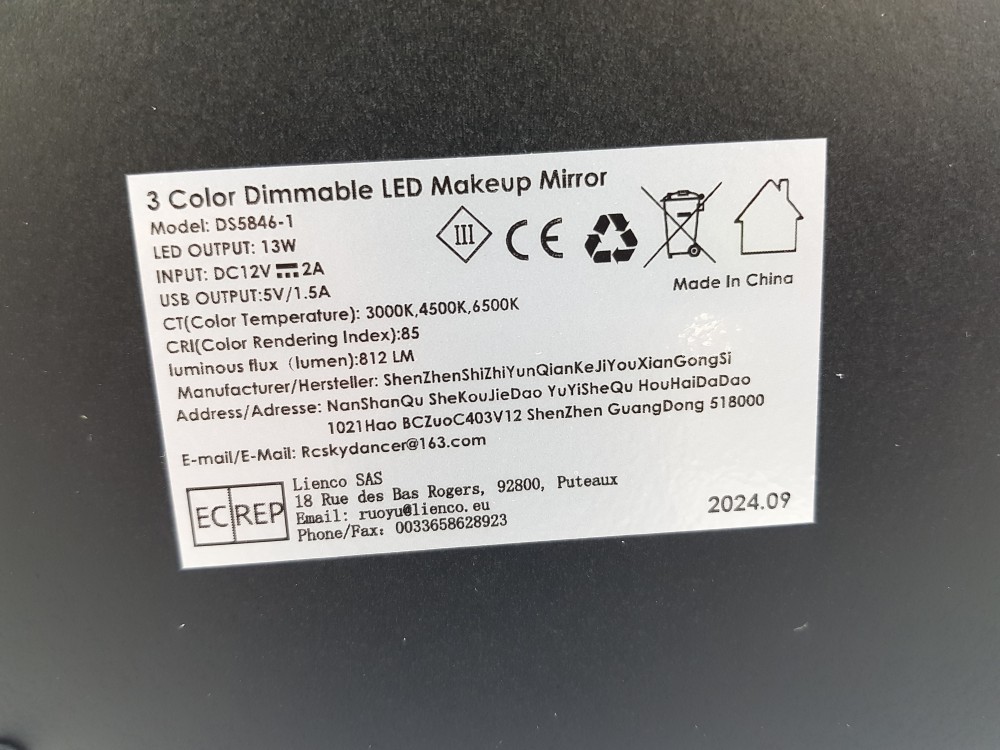 3 Color Dimmable LED Makeup Mirror
Model: DS5846-1
LED OUTPUT: 13W
INPUT: DC12V ⎓ 2A
USB OUTPUT:5V/1.5A
III CE
Made In China
CT(Color Temperature): 3000K,4500K,6500K
CRI(Color Rendering Index):85
luminous flux（lumen):812 LM
Manufacturer/Hersteller: ShenZhenShiZhiYunQianKeJiYouXianGongSi
Address/Adresse: NanShanQu SheKouJieDao YuYiSheQu HouHaiDaDao
1021Hao BCZuoC403V12 ShenZhen GuangDong 518000
E-mail/E-Mail: Rcskydancer@163.com
EC REP
Lienco SAS
18 Rue des Bas Rogers, 92800, Puteaux
Email: ruoyu@lienco.eu
Phone/Fax: 0033658628923
2024.09